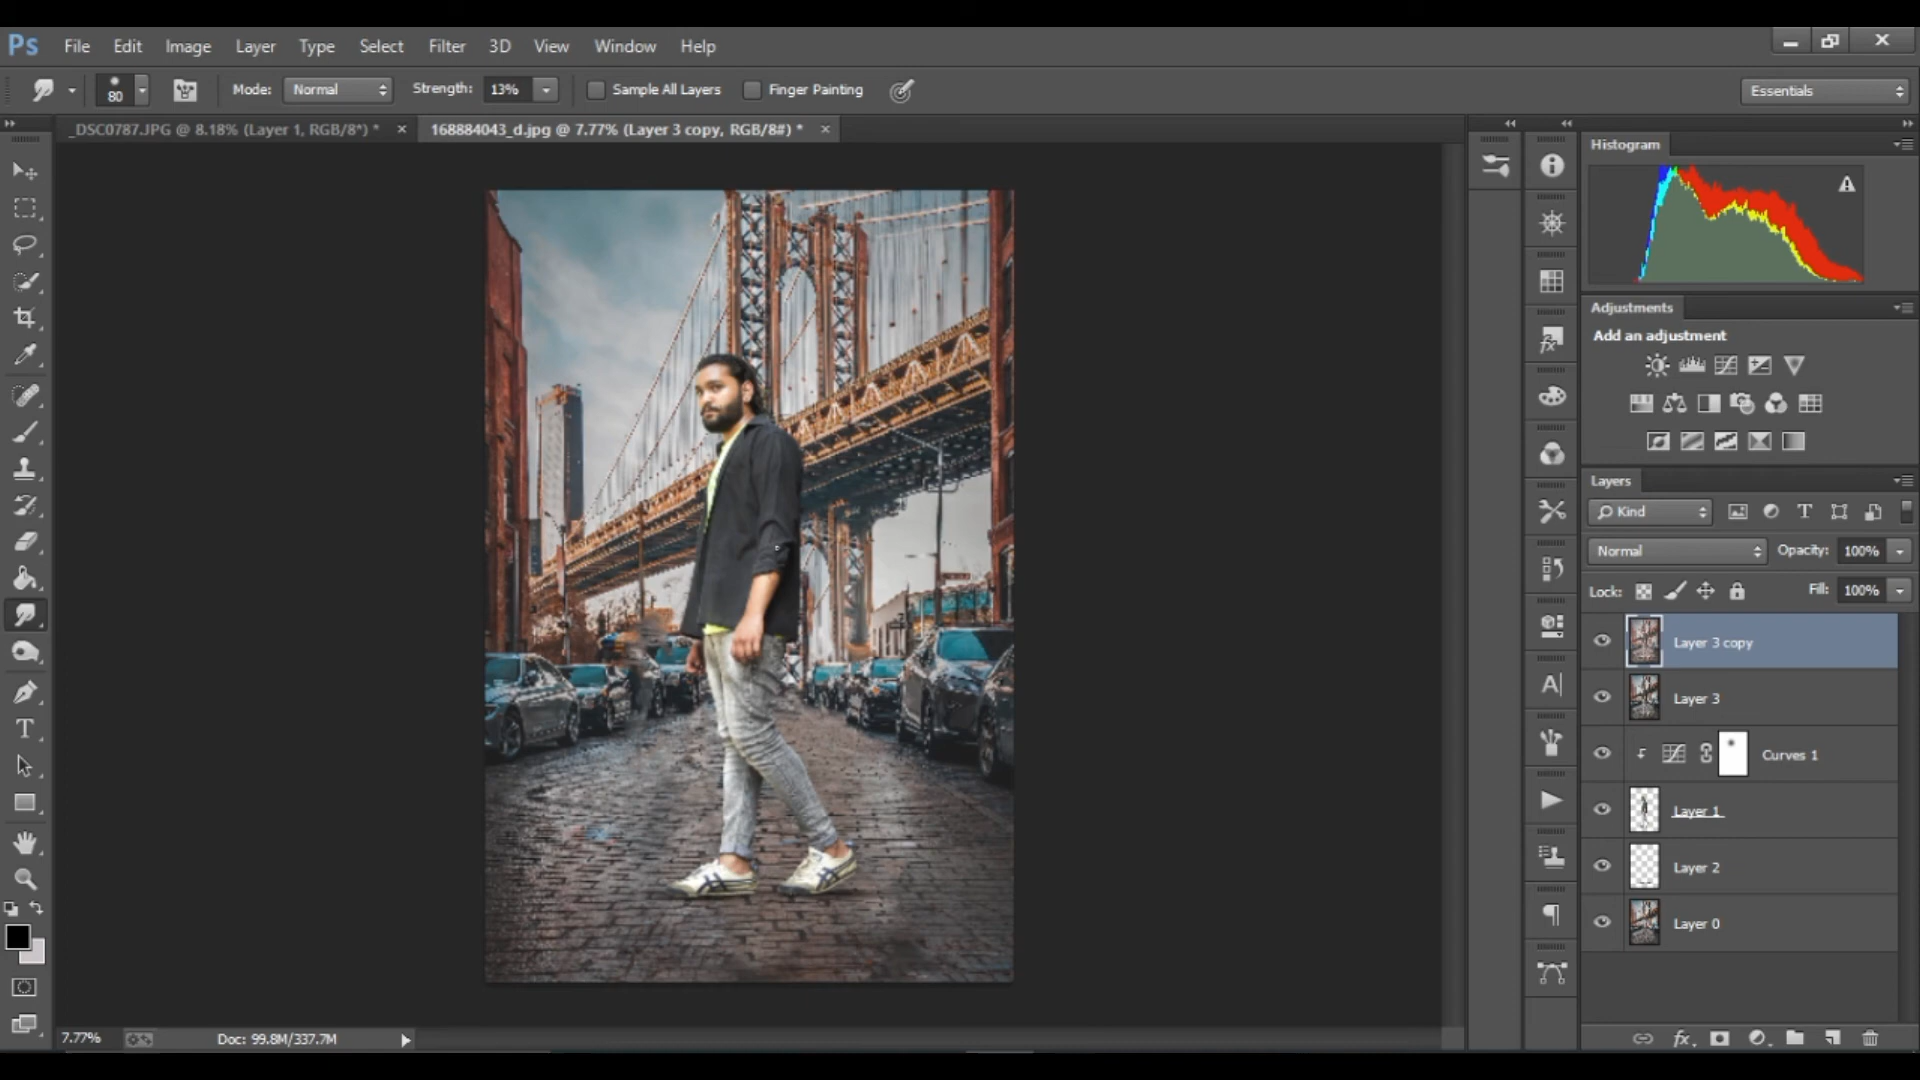 Ps File Edit Image Layer Type Select Filter 3D View Window Help
80 Mode: Normal Strength: 13% Sample All Layers Finger Painting Essentials
_DSC0787.JPG @ 8.18% (Layer 1, RGB/8*) * × 168884043_d.jpg @ 7.77% (Layer 3 copy, RGB/8#) * ×
Histogram
Adjustments
Add an adjustment
Layers
Kind
Normal Opacity: 100%
Lock: Fill: 100%
Layer 3 copy
Layer 3
Curves 1
Layer 1
Layer 2
Layer 0
7.77% Doc: 99.8M/337.7M